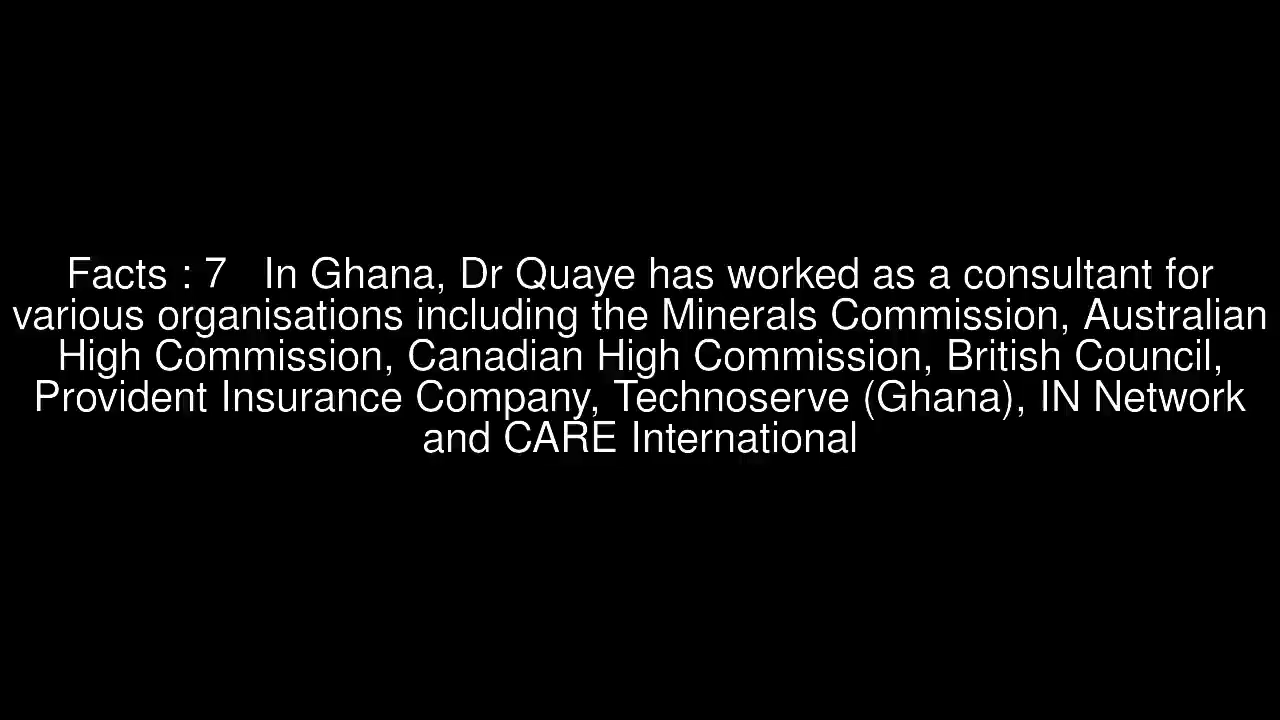 Facts : 7   In Ghana, Dr Quaye has worked as a consultant for
various organisations including the Minerals Commission, Australian
High Commission, Canadian High Commission, British Council,
Provident Insurance Company, Technoserve (Ghana), IN Network
and CARE International